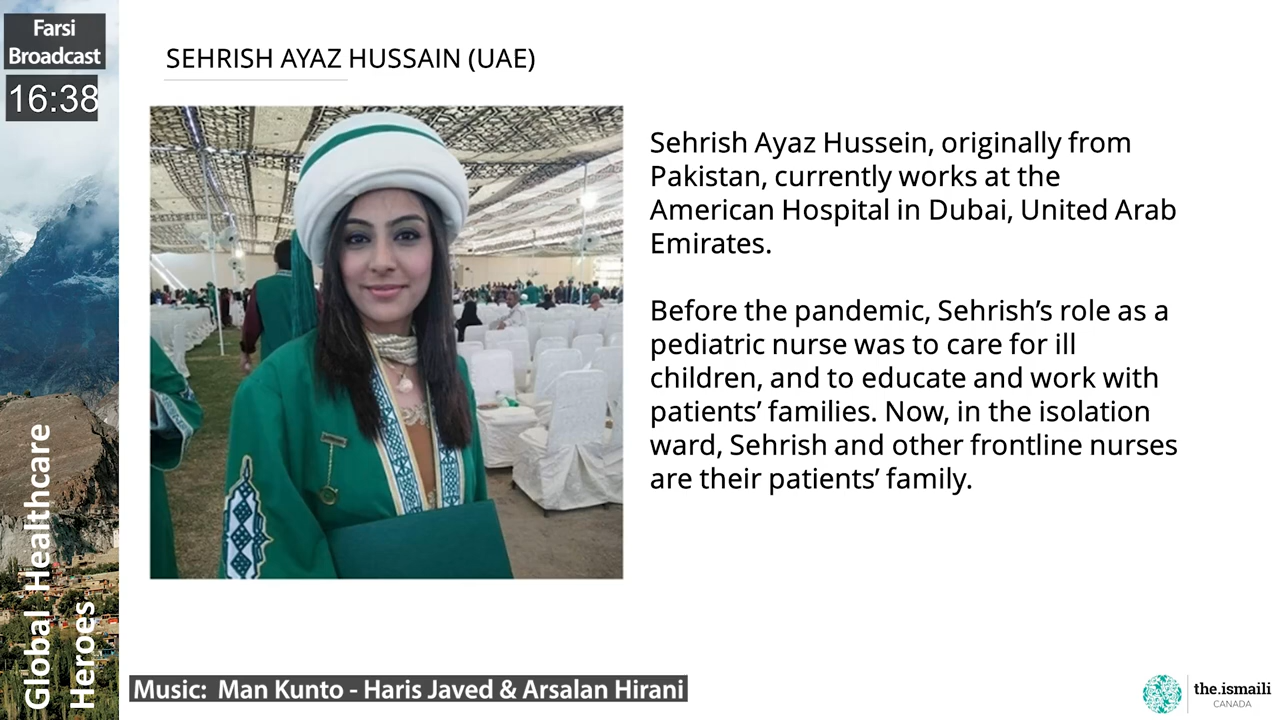 Farsi
Broadcast
16:38
SEHRISH AYAZ HUSSAIN (UAE)
Sehrish Ayaz Hussein, originally from
Pakistan, currently works at the
American Hospital in Dubai, United Arab
Emirates.
Before the pandemic, Sehrish’s role as a
pediatric nurse was to care for ill
children, and to educate and work with
patients’ families. Now, in the isolation
ward, Sehrish and other frontline nurses
are their patients’ family.
Global Healthcare
Heroes
Music: Man Kunto - Haris Javed & Arsalan Hirani
the.ismaili
CANADA